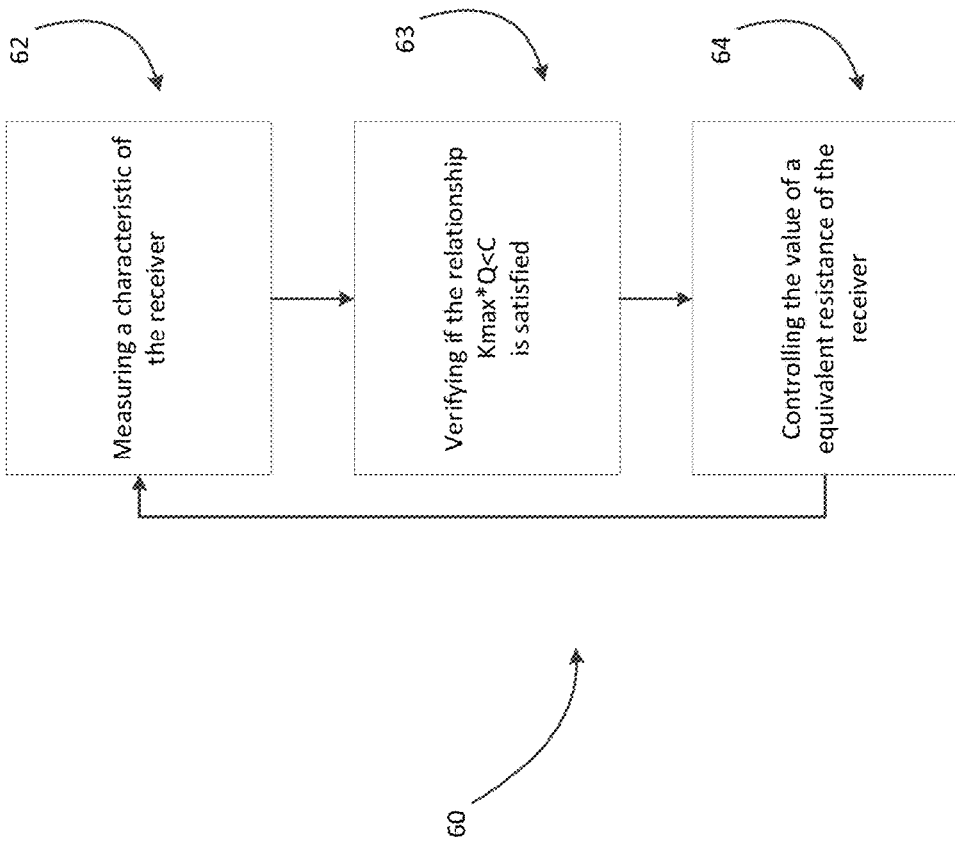 62
Measuring a characteristic of
the receiver
63
Verifying if the relationship
Kmax*Q<C
is satisfied
64
Controlling the value of a
equivalent resistance of the
receiver
60